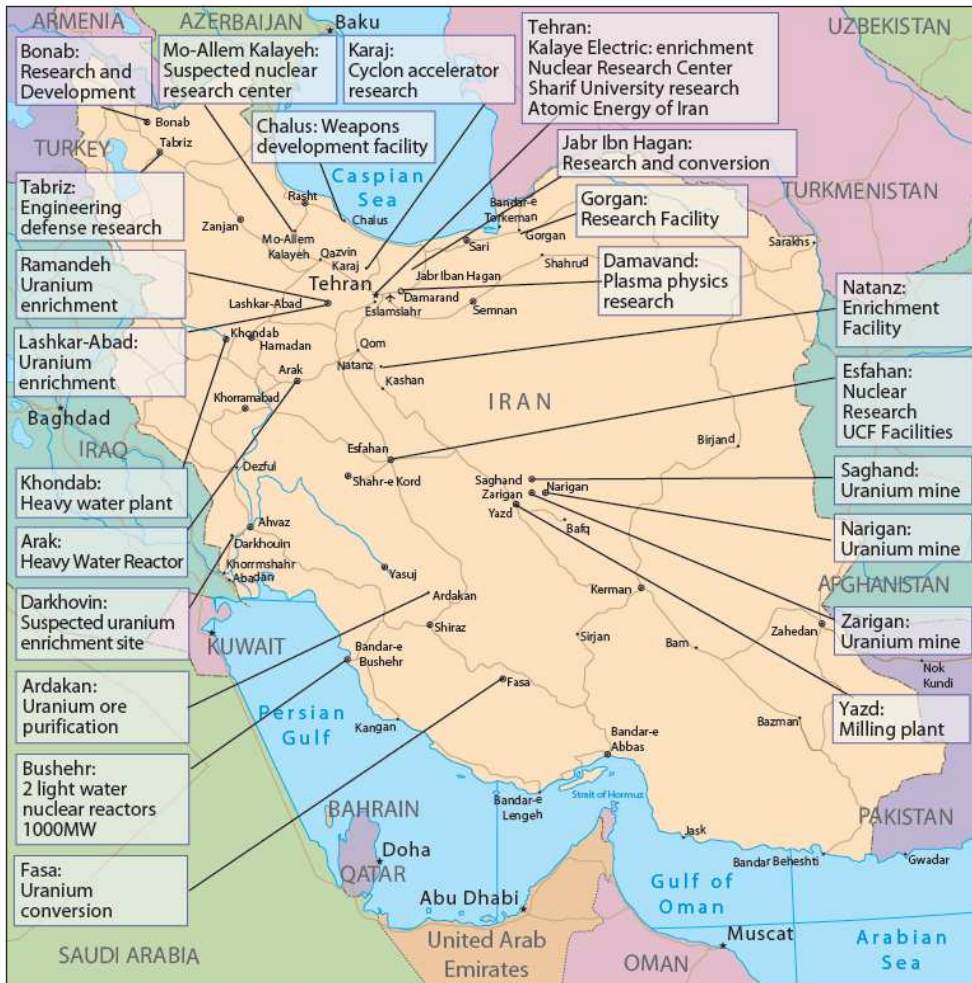 ARMENIA
AZERBAIJAN
Baku
UZBEKISTAN
Bonab:
Research and
Development
Mo-Allem Kalayeh:
Suspected nuclear
research center
Karaj:
Cyclon accelerator
research
Tehran:
Kalaye Electric: enrichment
Nuclear Research Center
Sharif University research
Atomic Energy of Iran
Chalus: Weapons
development facility
Jabr Ibn Hagan:
Research and conversion
TURKEY
Bonab
Tabriz
Caspian
Sea
TURKMENISTAN
Tabriz:
Engineering
defense research
Gorgan:
Research Facility
Rasht
Chalus
Bandar-e
Torkeman
Gorgan
Zanjan
Mo-Allem
Kalayeh
Qazvin
Karaj
Sari
Sarakhs
Shahrud
Ramandeh
Uranium
enrichment
Damavand:
Plasma physics
research
Natanz:
Enrichment
Facility
Tehran
Jabr Iban Hagan
Damarand
Eslamslahr
Semnan
Lashkar-Abad
Lashkar-Abad:
Uranium
enrichment
Khondab
Hamadan
Qom
Natanz
Kashan
Arak
Khorramabad
IRAN
Esfahan:
Nuclear
Research
UCF Facilities
Baghdad
IRAQ
Esfahan
Birjand
Dezful
Shahr-e Kord
Saghand
Zarigan
Narigan
Yazd
Bafq
Saghand:
Uranium mine
Khondab:
Heavy water plant
Narigan:
Uranium mine
Ahvaz
Darkhouin
Khorrmshahr
Abadan
Arak:
Heavy Water Reactor
Yasuj
Ardakan
Kerman
AFGHANISTAN
Darkhovin:
Suspected uranium
enrichment site
Zarigan:
Uranium mine
KUWAIT
Shiraz
Sirjan
Bam
Zahedan
Bandar-e
Bushehr
Nok
Kundi
Fasa
Ardakan:
Uranium ore
purification
Yazd:
Milling plant
Persian
Gulf
Kangan
Bazman
Bandar-e
Abbas
Bushehr:
2 light water
nuclear reactors
1000MW
Strait of Hormuz
Bandar-e
Lengeh
BAHRAIN
PAKISTAN
Jask
Bandar Beheshti
Gwadar
Doha
QATAR
Fasa:
Uranium
conversion
Abu Dhabi
Gulf of
Oman
Muscat
Arabian
Sea
SAUDI ARABIA
United Arab
Emirates
OMAN